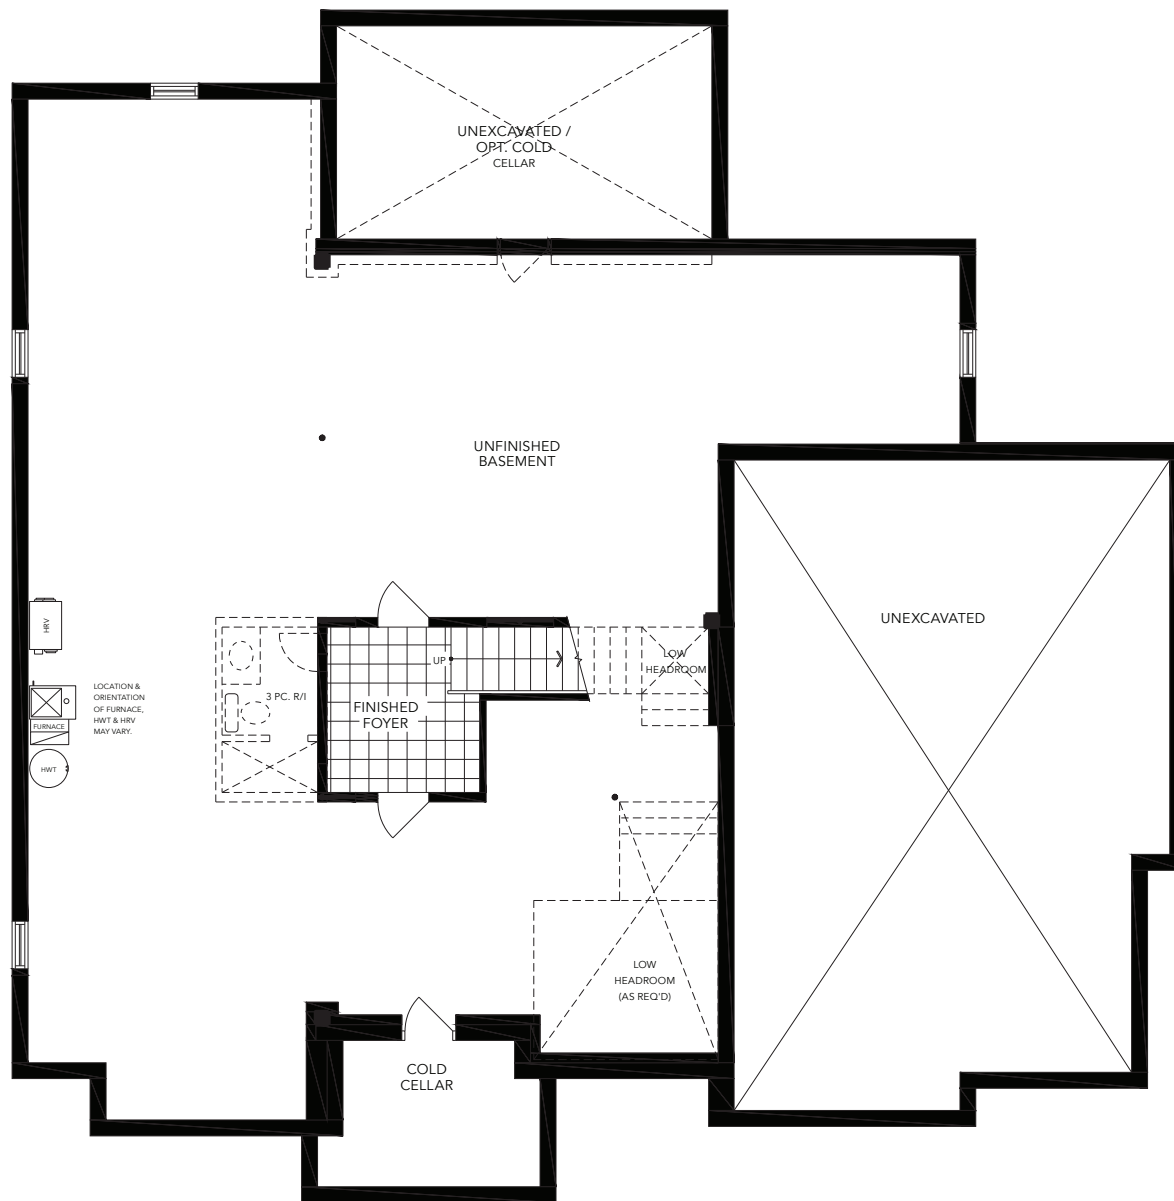 UNEXCAVATED /
OPT. COLD
CELLAR
UNFINISHED
BASEMENT
HRV
UNEXCAVATED
UP
LOW
HEADROOM
LOCATION &
ORIENTATION
OF FURNACE,
HWT & HRV
MAY VARY.
3 PC. R/I
FINISHED
FOYER
FURNACE
HWT
LOW
HEADROOM
(AS REQ'D)
COLD
CELLAR